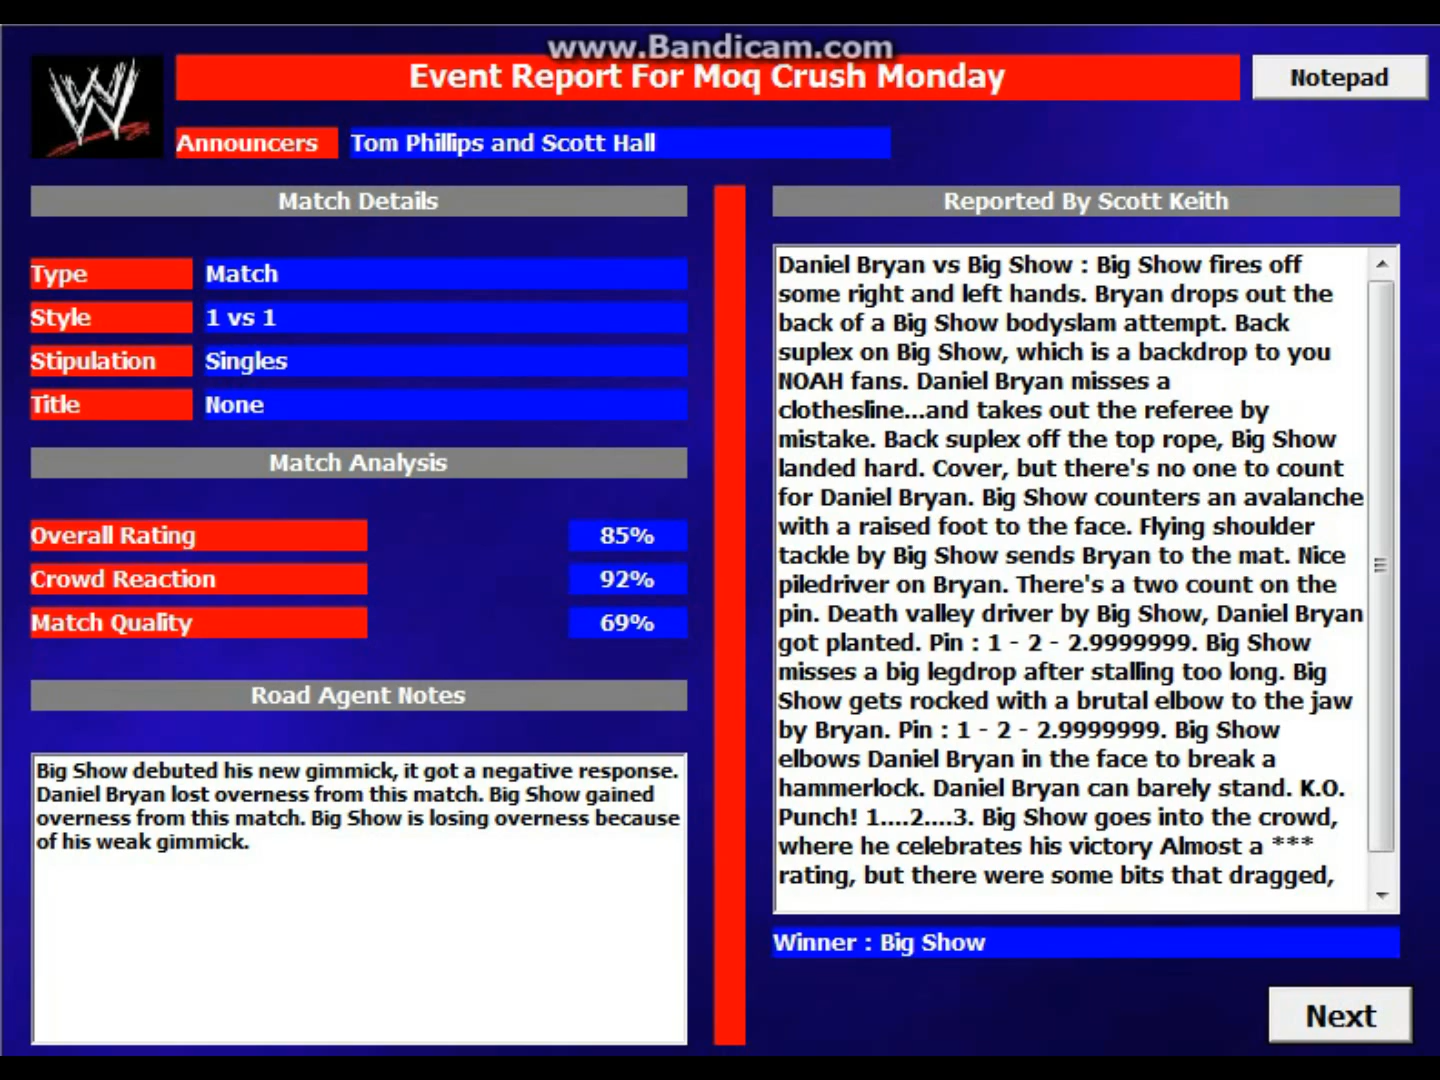 www.Bandicam.com
Event Report For Moq Crush Monday
Notepad
Announcers
Tom Phillips and Scott Hall
Match Details
Type
Match
Style
1 vs 1
Stipulation
Singles
Title
None
Match Analysis
Overall Rating
85%
Crowd Reaction
92%
Match Quality
69%
Road Agent Notes
Big Show debuted his new gimmick, it got a negative response.
Daniel Bryan lost overness from this match. Big Show gained
overness from this match. Big Show is losing overness because
of his weak gimmick.
Reported By Scott Keith
Daniel Bryan vs Big Show : Big Show fires off
some right and left hands. Bryan drops out the
back of a Big Show bodyslam attempt. Back
suplex on Big Show, which is a backdrop to you
NOAH fans. Daniel Bryan misses a
clothesline...and takes out the referee by
mistake. Back suplex off the top rope, Big Show
landed hard. Cover, but there's no one to count
for Daniel Bryan. Big Show counters an avalanche
with a raised foot to the face. Flying shoulder
tackle by Big Show sends Bryan to the mat. Nice
piledriver on Bryan. There's a two count on the
pin. Death valley driver by Big Show, Daniel Bryan
got planted. Pin : 1 - 2 - 2.9999999. Big Show
misses a big legdrop after stalling too long. Big
Show gets rocked with a brutal elbow to the jaw
by Bryan. Pin : 1 - 2 - 2.9999999. Big Show
elbows Daniel Bryan in the face to break a
hammerlock. Daniel Bryan can barely stand. K.O.
Punch! 1....2....3. Big Show goes into the crowd,
where he celebrates his victory Almost a ***
rating, but there were some bits that dragged,
Winner : Big Show
Next